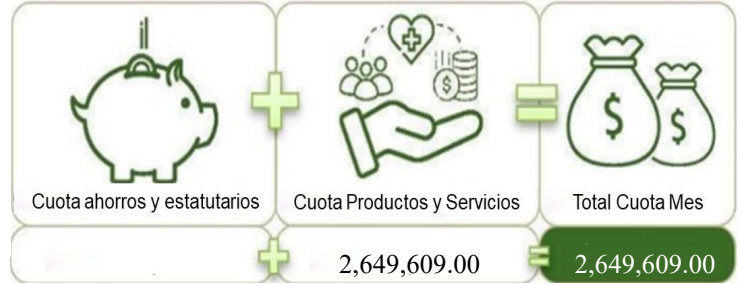 Cuota ahorros y estatutarios
Cuota Productos y Servicios
Total Cuota Mes
+ 2,649,609.00 = 2,649,609.00